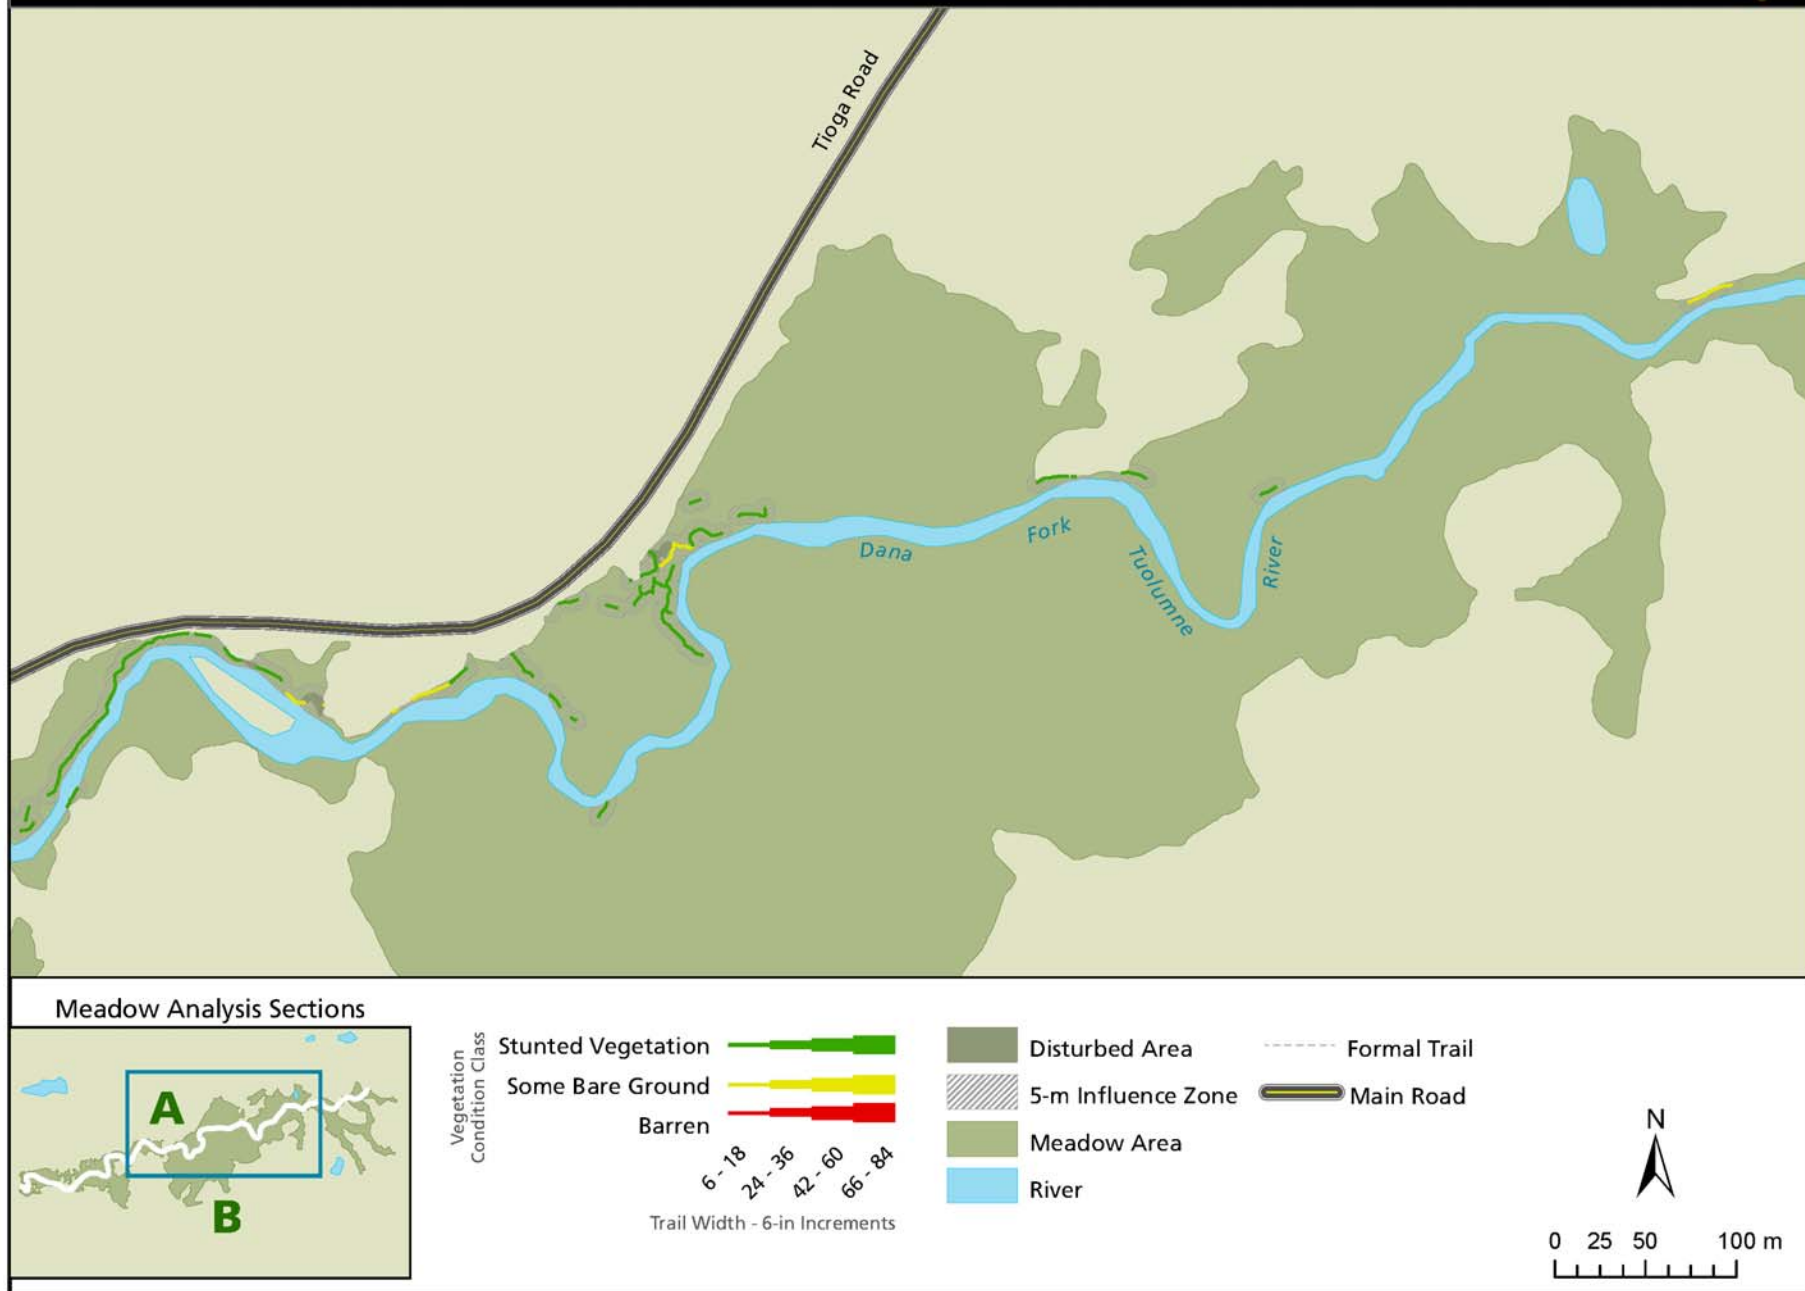 Tioga Road
Dana
Fork
Tuolumne
River
Meadow Analysis Sections
A
B
Vegetation
Condition Class
Stunted Vegetation
Some Bare Ground
Barren
6 - 18
24 - 36
42 - 60
66 - 84
Trail Width - 6-in Increments
Disturbed Area
5-m Influence Zone
Meadow Area
River
Formal Trail
Main Road
N
0 25 50 100 m